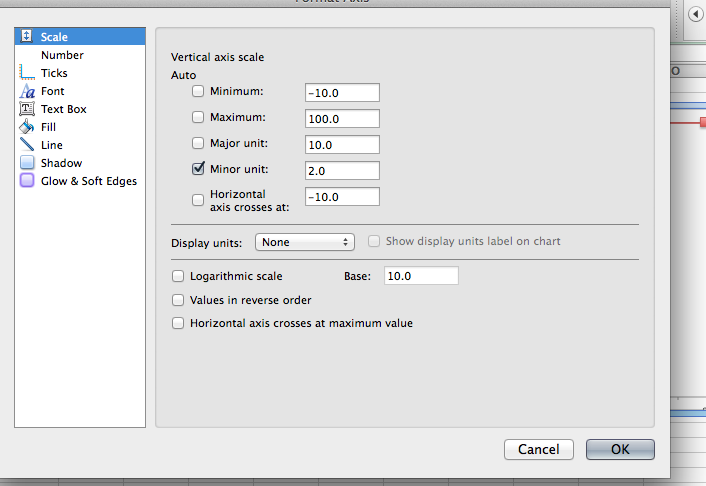 Format Axis
Scale
Number
Ticks
Font
Text Box
Fill
Line
Shadow
Glow & Soft Edges
Vertical axis scale
Auto
Minimum: -10.0
Maximum: 100.0
Major unit: 10.0
Minor unit: 2.0
Horizontal
axis crosses at: -10.0
Display units: None Show display units label on chart
Logarithmic scale Base: 10.0
Values in reverse order
Horizontal axis crosses at maximum value
Cancel OK
O